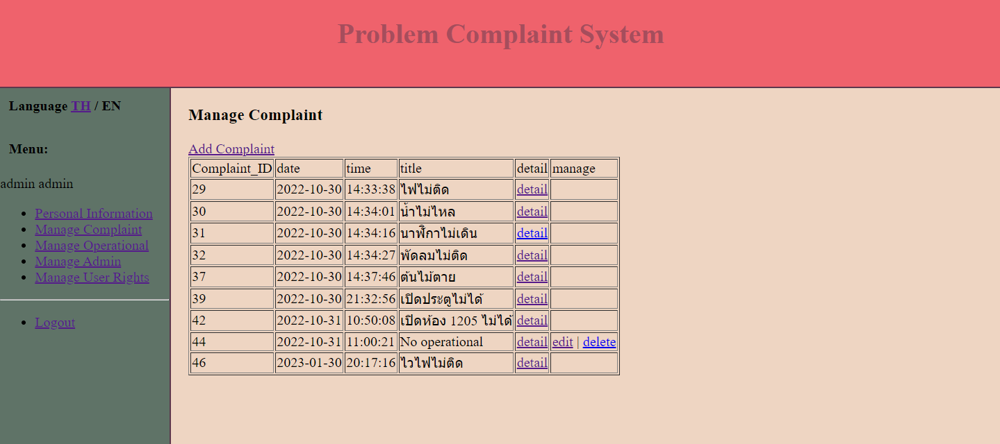 Problem Complaint System
Language TH / EN
Menu:
admin admin
Personal Information
Manage Complaint
Manage Operational
Manage Admin
Manage User Rights
Logout
Manage Complaint
Add Complaint
Complaint_ID date time title detail manage
29 2022-10-30 14:33:38 ไฟไม่ติด detail
30 2022-10-30 14:34:01 น้ำไม่ไหล detail
31 2022-10-30 14:34:16 นาฬิกาไม่เดิน detail
32 2022-10-30 14:34:27 พัดลมไม่ติด detail
37 2022-10-30 14:37:46 ต้นไม้ตาย detail
39 2022-10-30 21:32:56 เปิดประตูไม่ได้ detail
42 2022-10-31 10:50:08 เปิดห้อง 1205 ไม่ได้ detail
44 2022-10-31 11:00:21 No operational detail edit | delete
46 2023-01-30 20:17:16 ไวไฟไม่ติด detail